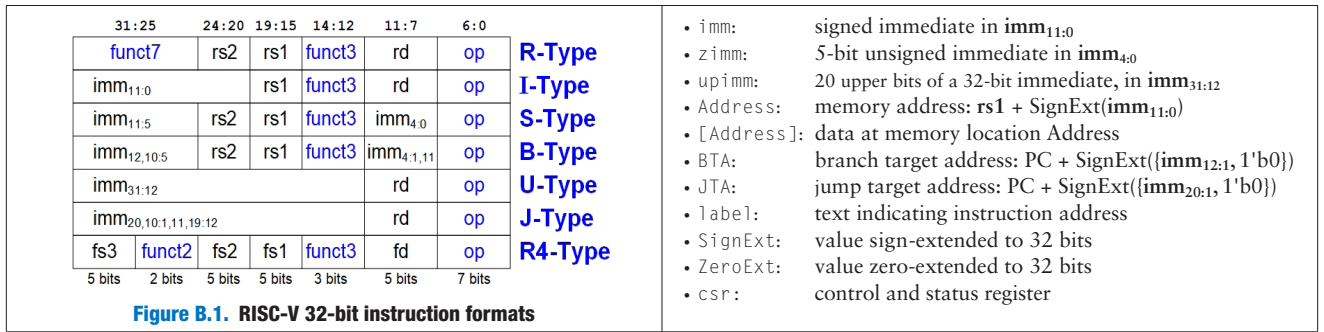 31:25 24:20 19:15 14:12 11:7 6:0
funct7 rs2 rs1 funct3 rd op R-Type
imm11:0 rs1 funct3 rd op I-Type
imm11:5 rs2 rs1 funct3 imm4:0 op S-Type
imm12,10:5 rs2 rs1 funct3 imm4:1,11 op B-Type
imm31:12 rd op U-Type
imm20,10:1,11,19:12 rd op J-Type
fs3 funct2 fs2 fs1 funct3 fd op R4-Type
5 bits 2 bits 5 bits 5 bits 3 bits 5 bits 7 bits
Figure B.1. RISC-V 32-bit instruction formats
• imm: signed immediate in imm11:0
• zimm: 5-bit unsigned immediate in imm4:0
• upimm: 20 upper bits of a 32-bit immediate, in imm31:12
• Address: memory address: rs1 + SignExt(imm11:0)
• [Address]: data at memory location Address
• BTA: branch target address: PC + SignExt({imm12:1, 1'b0})
• JTA: jump target address: PC + SignExt({imm20:1, 1'b0})
• label: text indicating instruction address
• SignExt: value sign-extended to 32 bits
• ZeroExt: value zero-extended to 32 bits
• csr: control and status register